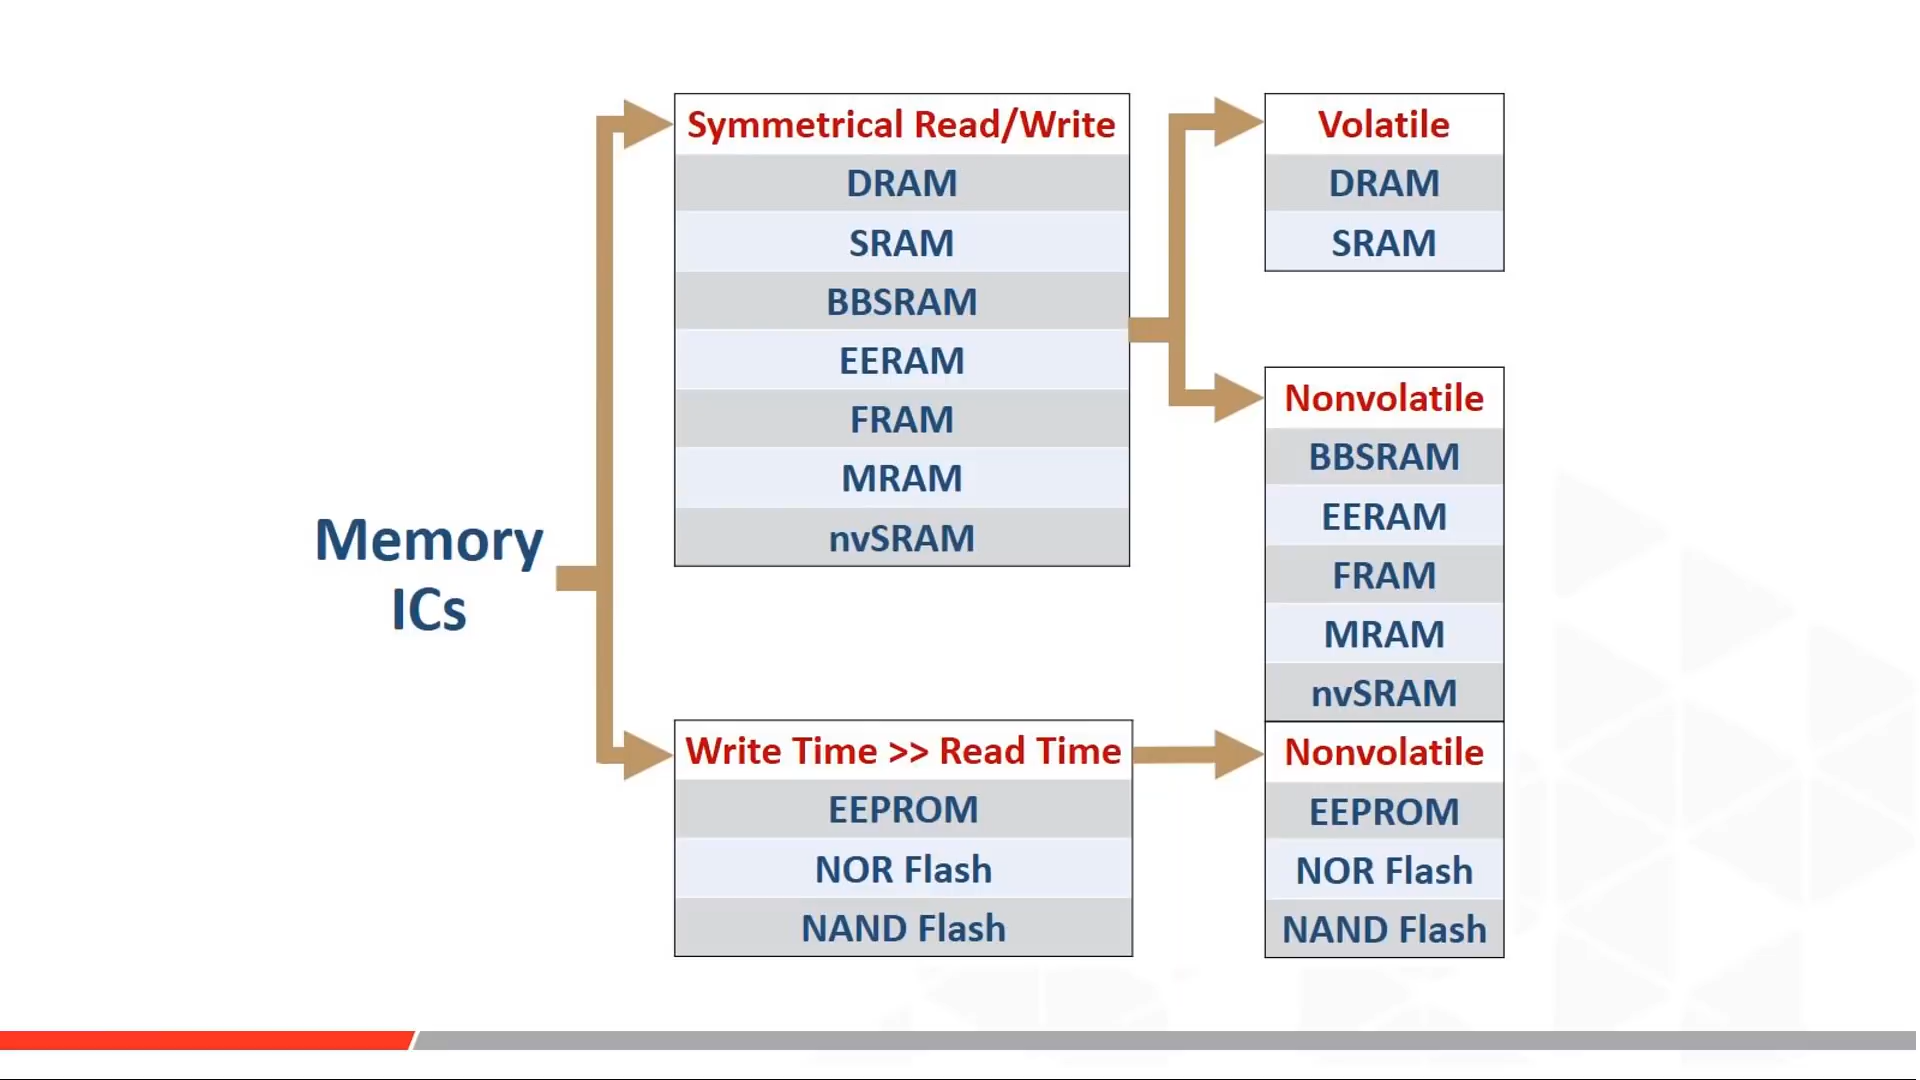 Memory
ICs
Symmetrical Read/Write
DRAM
SRAM
BBSRAM
EERAM
FRAM
MRAM
nvSRAM
Volatile
DRAM
SRAM
Nonvolatile
BBSRAM
EERAM
FRAM
MRAM
nvSRAM
Write Time >> Read Time
EEPROM
NOR Flash
NAND Flash
Nonvolatile
EEPROM
NOR Flash
NAND Flash